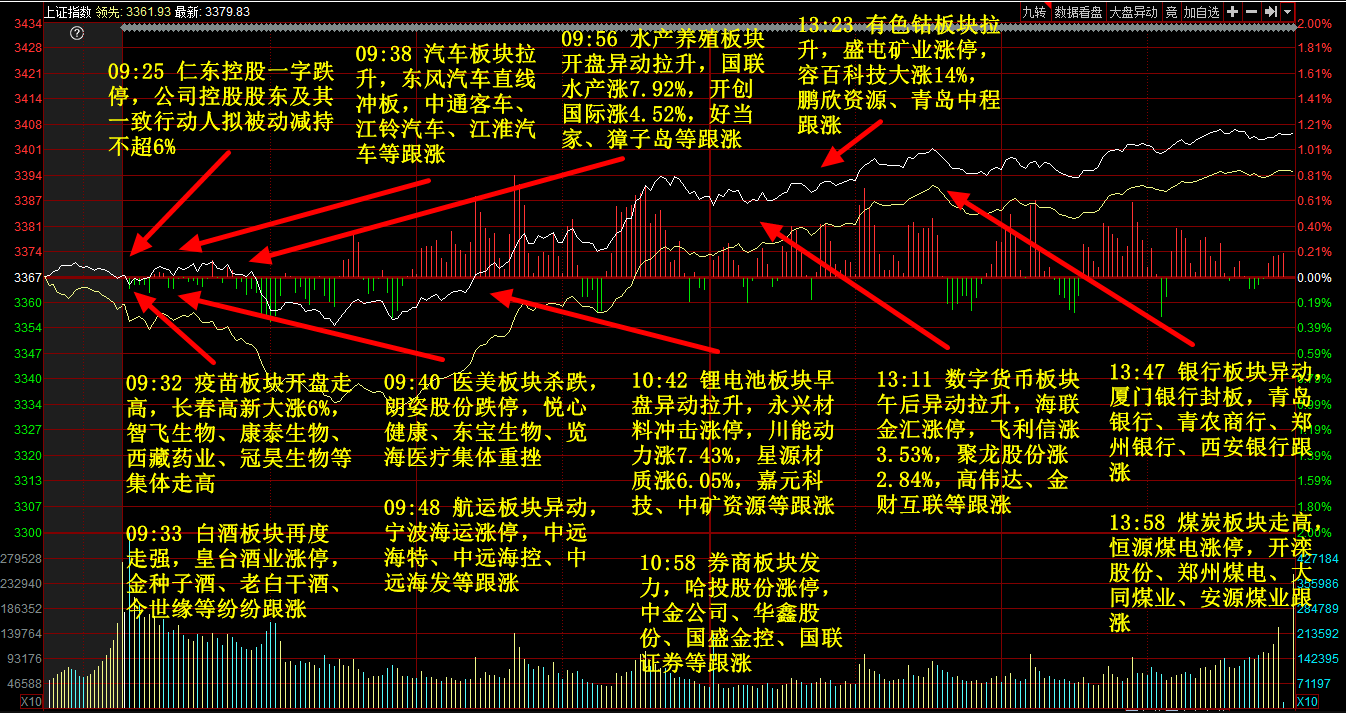 上证指数 领先: 3361.93 最新: 3379.83
九转 数据看盘 大盘异动 竞 加自选
3434
3428
3421
3414
3408
3401
3394
3387
3381
3374
3367
3360
3354
3347
3340
3334
3327
3320
3313
3307
3300
279528
232940
186352
139764
93176
46588
X10
09:25 仁东控股一字跌
停，公司控股股东及其
一致行动人拟被动减持
不超6%
09:38 汽车板块拉
升，东风汽车直线
冲板，中通客车、
江铃汽车、江淮汽
车等跟涨
09:56 水产养殖板块
开盘异动拉升，国联
水产涨7.92%，开创
国际涨4.52%，好当
家、獐子岛等跟涨
13:23 有色钴板块拉
升，盛屯矿业涨停，
容百科技大涨14%，
鹏欣资源、青岛中程
跟涨
09:32 疫苗板块开盘走
高，长春高新大涨6%，
智飞生物、康泰生物、
西藏药业、冠昊生物等
集体走高
09:33 白酒板块再度
走强，皇台酒业涨停，
金种子酒、老白干酒、
今世缘等纷纷跟涨
09:40 医美板块杀跌，
朗姿股份跌停，悦心
健康、东宝生物、览
海医疗集体重挫
09:48 航运板块异动，
宁波海运涨停，中远
海特、中远海控、中
远海发等跟涨
10:42 锂电池板块早
盘异动拉升，永兴材
料冲击涨停，川能动
力涨7.43%，星源材
质涨6.05%，嘉元科
技、中矿资源等跟涨
10:58 券商板块发
力，哈投股份涨停，
中金公司、华鑫股
份、国盛金控、国联
证券等跟涨
13:11 数字货币板块
午后异动拉升，海联
金汇涨停，飞利信涨
3.53%，聚龙股份涨
2.84%，高伟达、金
财互联等跟涨
13:47 银行板块异动，
厦门银行封板，青岛
银行、青农商行、郑
州银行、西安银行跟
涨
13:58 煤炭板块走高，
恒源煤电涨停，开滦
股份、郑州煤电、大
同煤业、安源煤业跟
涨
2.00%
1.81%
1.61%
1.41%
1.21%
1.01%
0.81%
0.61%
0.40%
0.21%
0.00%
0.19%
0.39%
0.59%
1.59%
1.80%
2.00%
427184
355986
284789
213592
142395
71197
X10